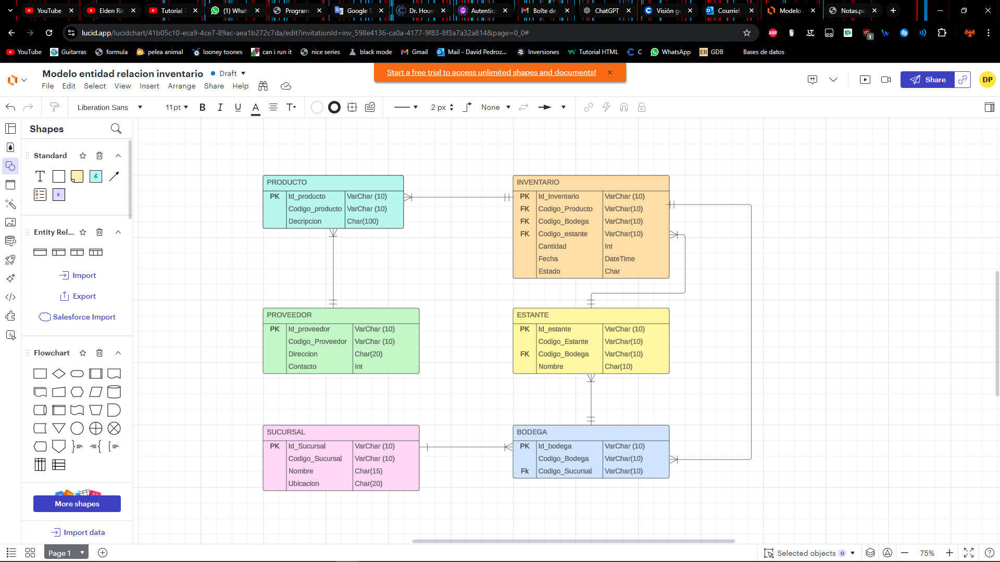 YouTube
Elden Rin
Tutorial 7
(1) Whats
Programa
Google T
Dr. Hous
Autentica
Boîte de
ChatGPT
Visión ge
Courriel
Modelo
Notas.pd
lucid.app/lucidchart/41b05c10-eca9-4ce7-89ac-aea1b272c7da/edit?invitationId=inv_598e4136-ca0a-4177-9f83-8f3a7a32a814&page=0_0#
YouTube
Guitarras
formula
pelea animal
looney toones
can i run it
nice series
black mode
Gmail
Mail - David Pedroz...
Inversiones
Tutorial HTML
C
WhatsApp
ER GDB
Bases de datos
Modelo entidad relacion inventario
Draft
Start a free trial to access unlimited shapes and documents!
File Edit Select View Insert Arrange Share Help
Share
DP
Liberation Sans
11pt
B I U A T
2 px
None
Shapes
Standard
T
Entity Rel...
Import
Export
Salesforce Import
Flowchart
More shapes
Import data
PRODUCTO
PK Id_producto VarChar (10)
Codigo_producto VarChar (10)
Decripcion Char(100)
INVENTARIO
PK Id_Inventario VarChar (10)
FK Codigo_Producto VarChar(10)
FK Codigo_Bodega VarChar(10)
FK Codigo_estante VarChar(10)
Cantidad Int
Fecha DateTime
Estado Char
PROVEEDOR
PK Id_proveedor VarChar (10)
Codigo_Proveedor VarChar (10)
Direccion Char(20)
Contacto Int
ESTANTE
PK Id_estante VarChar (10)
Codigo_Estante VarChar(10)
FK Codigo_Bodega VarChar(10)
Nombre Char(10)
SUCURSAL
PK Id_Sucursal VarChar (10)
Codigo_Sucursal VarChar (10)
Nombre Char(15)
Ubicacion Char(20)
BODEGA
PK Id_bodega VarChar (10)
Codigo_Bodega VarChar(10)
Fk Codigo_Sucursal VarChar(10)
Page 1
Selected objects 0
75%